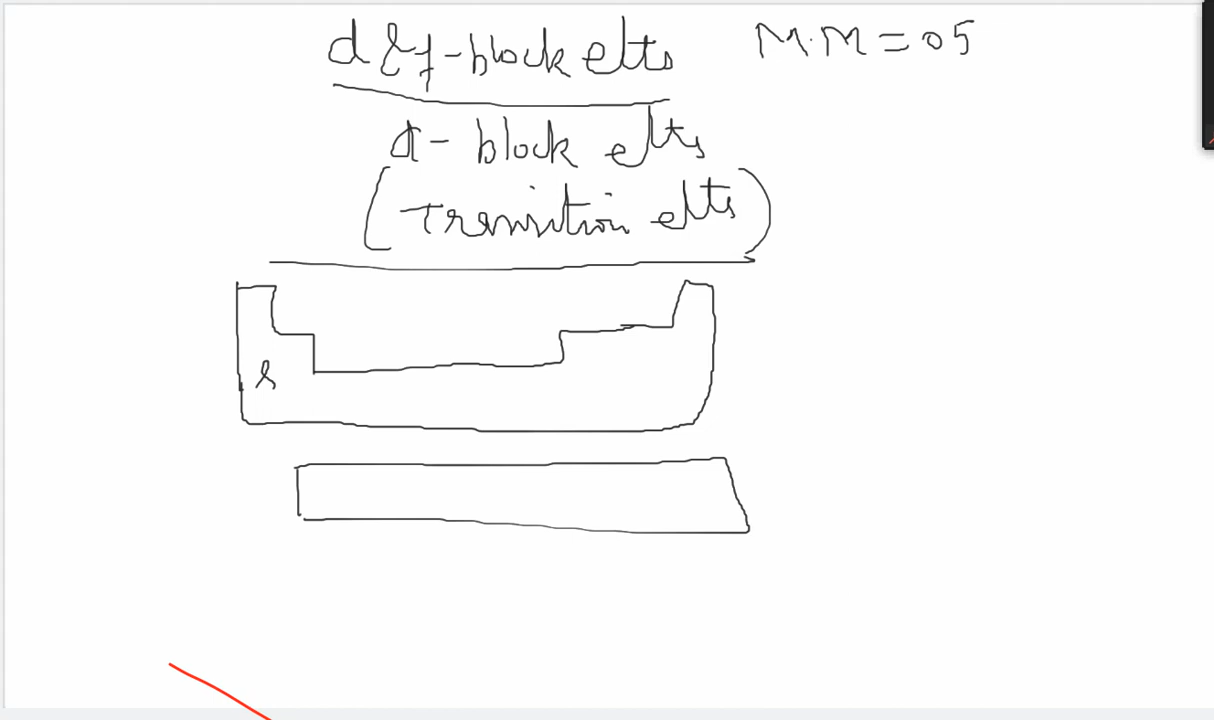 d & f - block elts M.M = 05
d - block elts
(Transition elts)
s